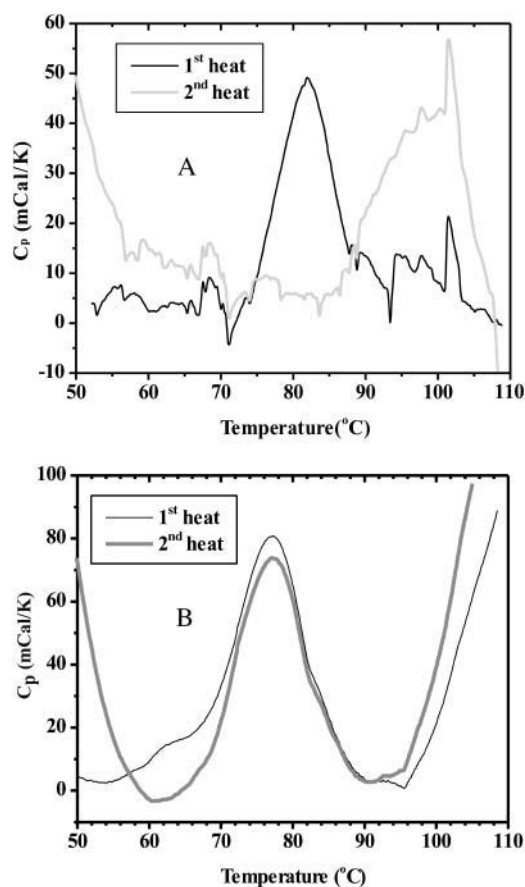 60
50
40
30
20
10
0
-10
Cₚ (mCal/K)
1ˢᵗ heat
2ⁿᵈ heat
A
50 60 70 80 90 100 110
Temperature(°C)
100
80
60
40
20
0
Cₚ (mCal/K)
1ˢᵗ heat
2ⁿᵈ heat
B
50 60 70 80 90 100 110
Temperature (°C)